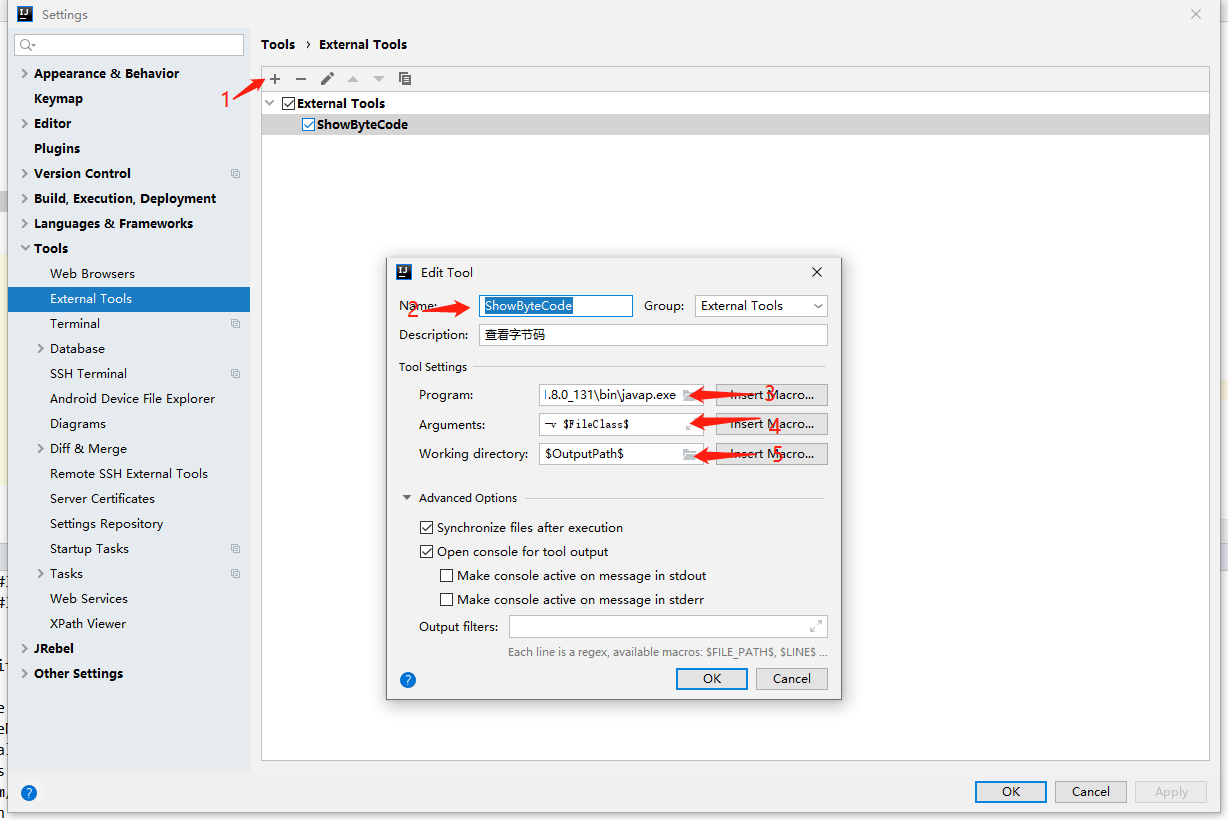 Settings
Tools › External Tools
Appearance & Behavior
Keymap
Editor
Plugins
Version Control
Build, Execution, Deployment
Languages & Frameworks
Tools
Web Browsers
External Tools
Terminal
Database
SSH Terminal
Android Device File Explorer
Diagrams
Diff & Merge
Remote SSH External Tools
Server Certificates
Settings Repository
Startup Tasks
Tasks
Web Services
XPath Viewer
JRebel
Other Settings
1
External Tools
ShowByteCode
Edit Tool
Name: 2 ShowByteCode Group: External Tools
Description: 查看字节码
Tool Settings
Program: .8.0_131\bin\javap.exe Insert Macro... 3
Arguments: -v $FileClass$ Insert Macro... 4
Working directory: $OutputPath$ Insert Macro... 5
Advanced Options
Synchronize files after execution
Open console for tool output
Make console active on message in stdout
Make console active on message in stderr
Output filters:
Each line is a regex, available macros: $FILE_PATH$, $LINE$ ...
? OK Cancel
? OK Cancel Apply